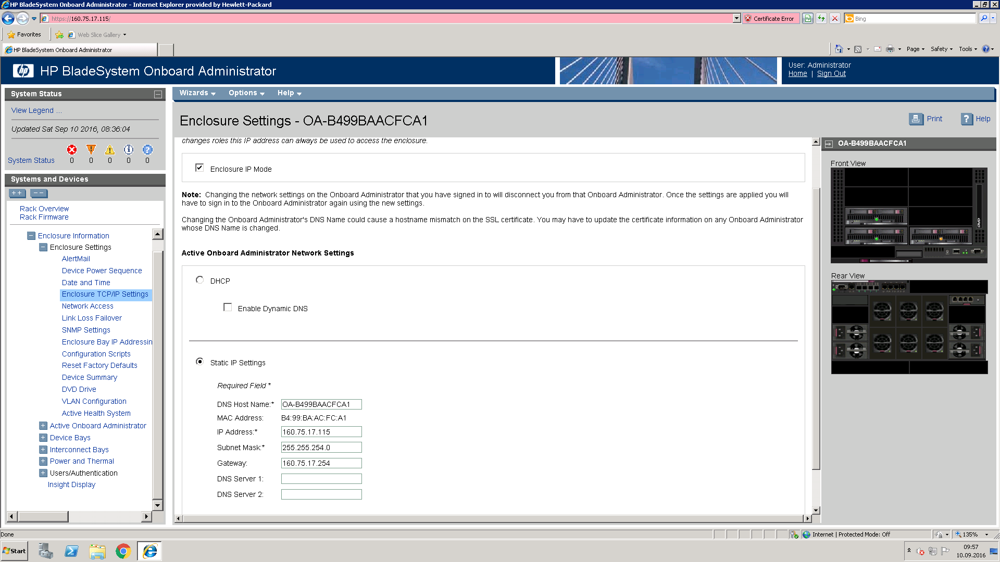 HP BladeSystem Onboard Administrator - Internet Explorer provided by Hewlett-Packard
https://160.75.17.115/
Certificate Error
Bing
Favorites
Web Slice Gallery
HP BladeSystem Onboard Administrator
Page
Safety
Tools
hp
HP BladeSystem Onboard Administrator
User: Administrator
Home | Sign Out
System Status
View Legend ...
Updated Sat Sep 10 2016, 08:36:04
System Status
0 0 0 0 0
Systems and Devices
Rack Overview
Rack Firmware
Enclosure Information
Enclosure Settings
AlertMail
Device Power Sequence
Date and Time
Enclosure TCP/IP Settings
Network Access
Link Loss Failover
SNMP Settings
Enclosure Bay IP Addressin
Configuration Scripts
Reset Factory Defaults
Device Summary
DVD Drive
VLAN Configuration
Active Health System
Active Onboard Administrator
Device Bays
Interconnect Bays
Power and Thermal
Users/Authentication
Insight Display
Wizards
Options
Help
Enclosure Settings - OA-B499BAACFCA1
Print
Help
changes roles this IP address can always be used to access the enclosure.
Enclosure IP Mode
Note: Changing the network settings on the Onboard Administrator that you have signed in to will disconnect you from that Onboard Administrator. Once the settings are applied you will
have to sign in to the Onboard Administrator again using the new settings.
Changing the Onboard Administrator's DNS Name could cause a hostname mismatch on the SSL certificate. You may have to update the certificate information on any Onboard Administrator
whose DNS Name is changed.
Active Onboard Administrator Network Settings
DHCP
Enable Dynamic DNS
Static IP Settings
Required Field *
DNS Host Name:* OA-B499BAACFCA1
MAC Address: B4:99:BA:AC:FC:A1
IP Address:* 160.75.17.115
Subnet Mask:* 255.255.254.0
Gateway: 160.75.17.254
DNS Server 1:
DNS Server 2:
OA-B499BAACFCA1
Front View
DVD
Rear View
Done
Internet | Protected Mode: Off
135%
Start
09:57
10.09.2016